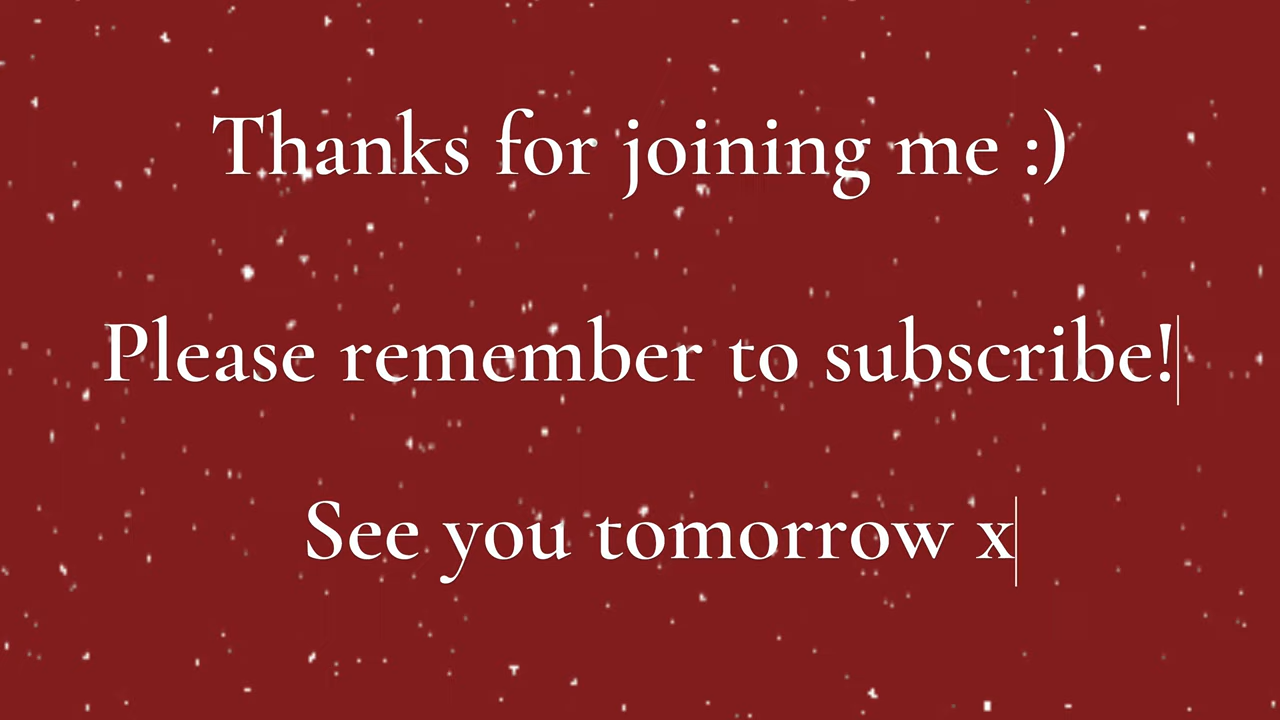 Thanks for joining me :)
Please remember to subscribe!
See you tomorrow x